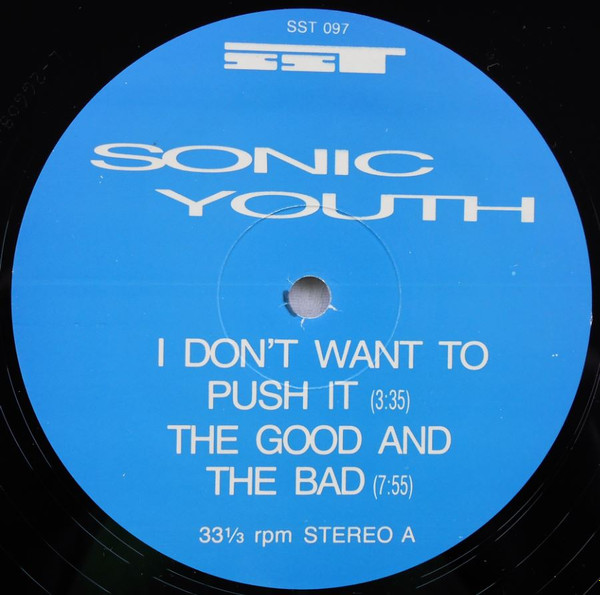 SST 097
SST
SONIC
YOUTH
I DON'T WANT TO
PUSH IT (3:35)
THE GOOD AND
THE BAD (7:55)
33⅓ rpm STEREO A